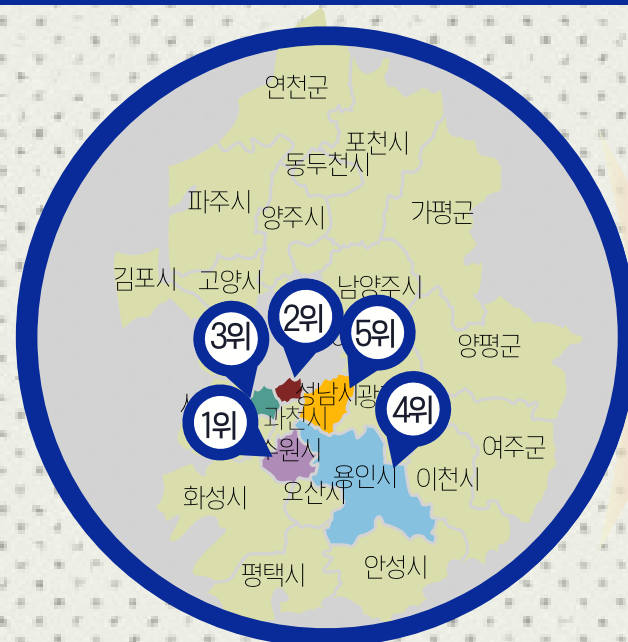 연천군
포천시
동두천시
파주시
양주시
가평군
김포시
고양시
남양주시
2위
3위
5위
양평군
성남시
광
4위
1위
과천시
수원시
여주군
용인시
이천시
화성시
오산시
평택시
안성시